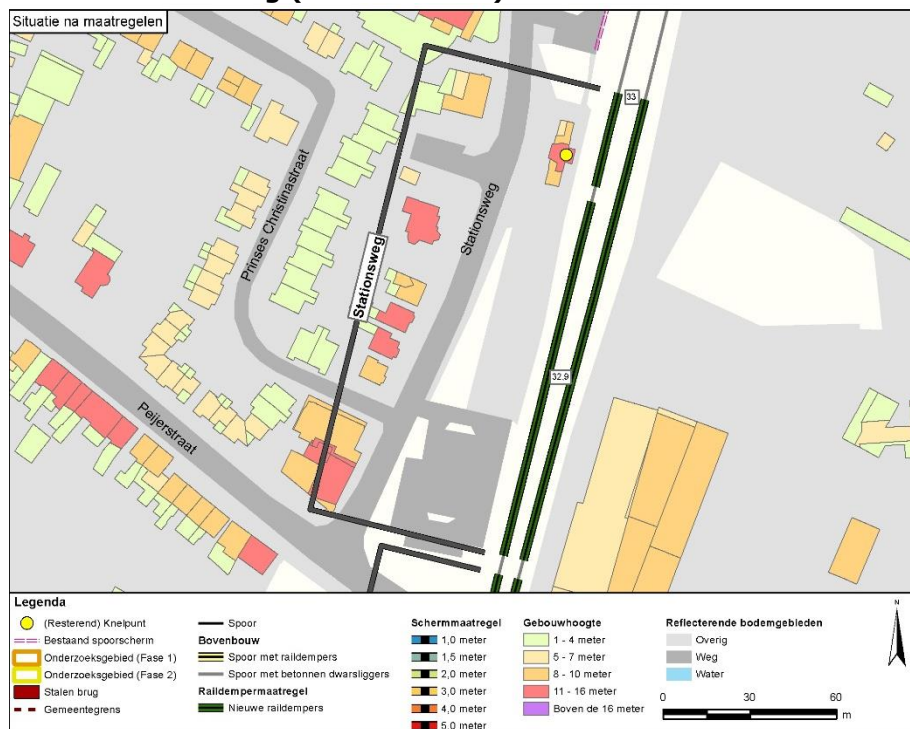 Situatie na maatregelen
33
Prinses Christinastraat
Stationsweg
Stationsweg
32,9
Peijerstraat
Legenda
(Resterend) Knelpunt
Bestaand spoorscherm
Onderzoeksgebied (Fase 1)
Onderzoeksgebied (Fase 2)
Stalen brug
Gemeentegrens
Spoor
Bovenbouw
Spoor met raildempers
Spoor met betonnen dwarsliggers
Raildempermaatregel
Nieuwe raildempers
Schermmaatregel
1,0 meter
1,5 meter
2,0 meter
3,0 meter
4,0 meter
5,0 meter
Gebouwhoogte
1 - 4 meter
5 - 7 meter
8 - 10 meter
11 - 16 meter
Boven de 16 meter
Reflecterende bodemgebieden
Overig
Weg
Water
N
0 30 60
m